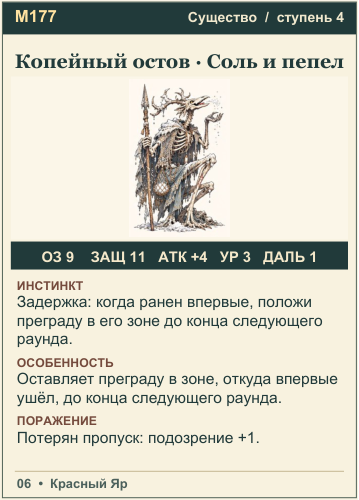 М177
Существо / ступень 4
Копейный остов · Соль и пепел
ОЗ 9 ЗАЩ 11 АТК +4 УР 3 ДАЛЬ 1
ИНСТИНКТ
Задержка: когда ранен впервые, положи
преграду в его зоне до конца следующего
раунда.
ОСОБЕННОСТЬ
Оставляет преграду в зоне, откуда впервые
ушёл, до конца следующего раунда.
ПОРАЖЕНИЕ
Потерян пропуск: подозрение +1.
06 • Красный Яр